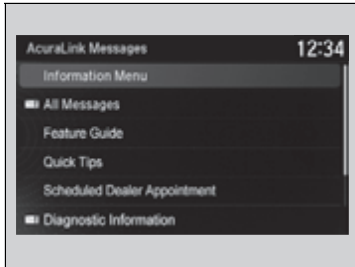 AcuraLink Messages 12:34
Information Menu
All Messages
Feature Guide
Quick Tips
Scheduled Dealer Appointment
Diagnostic Information